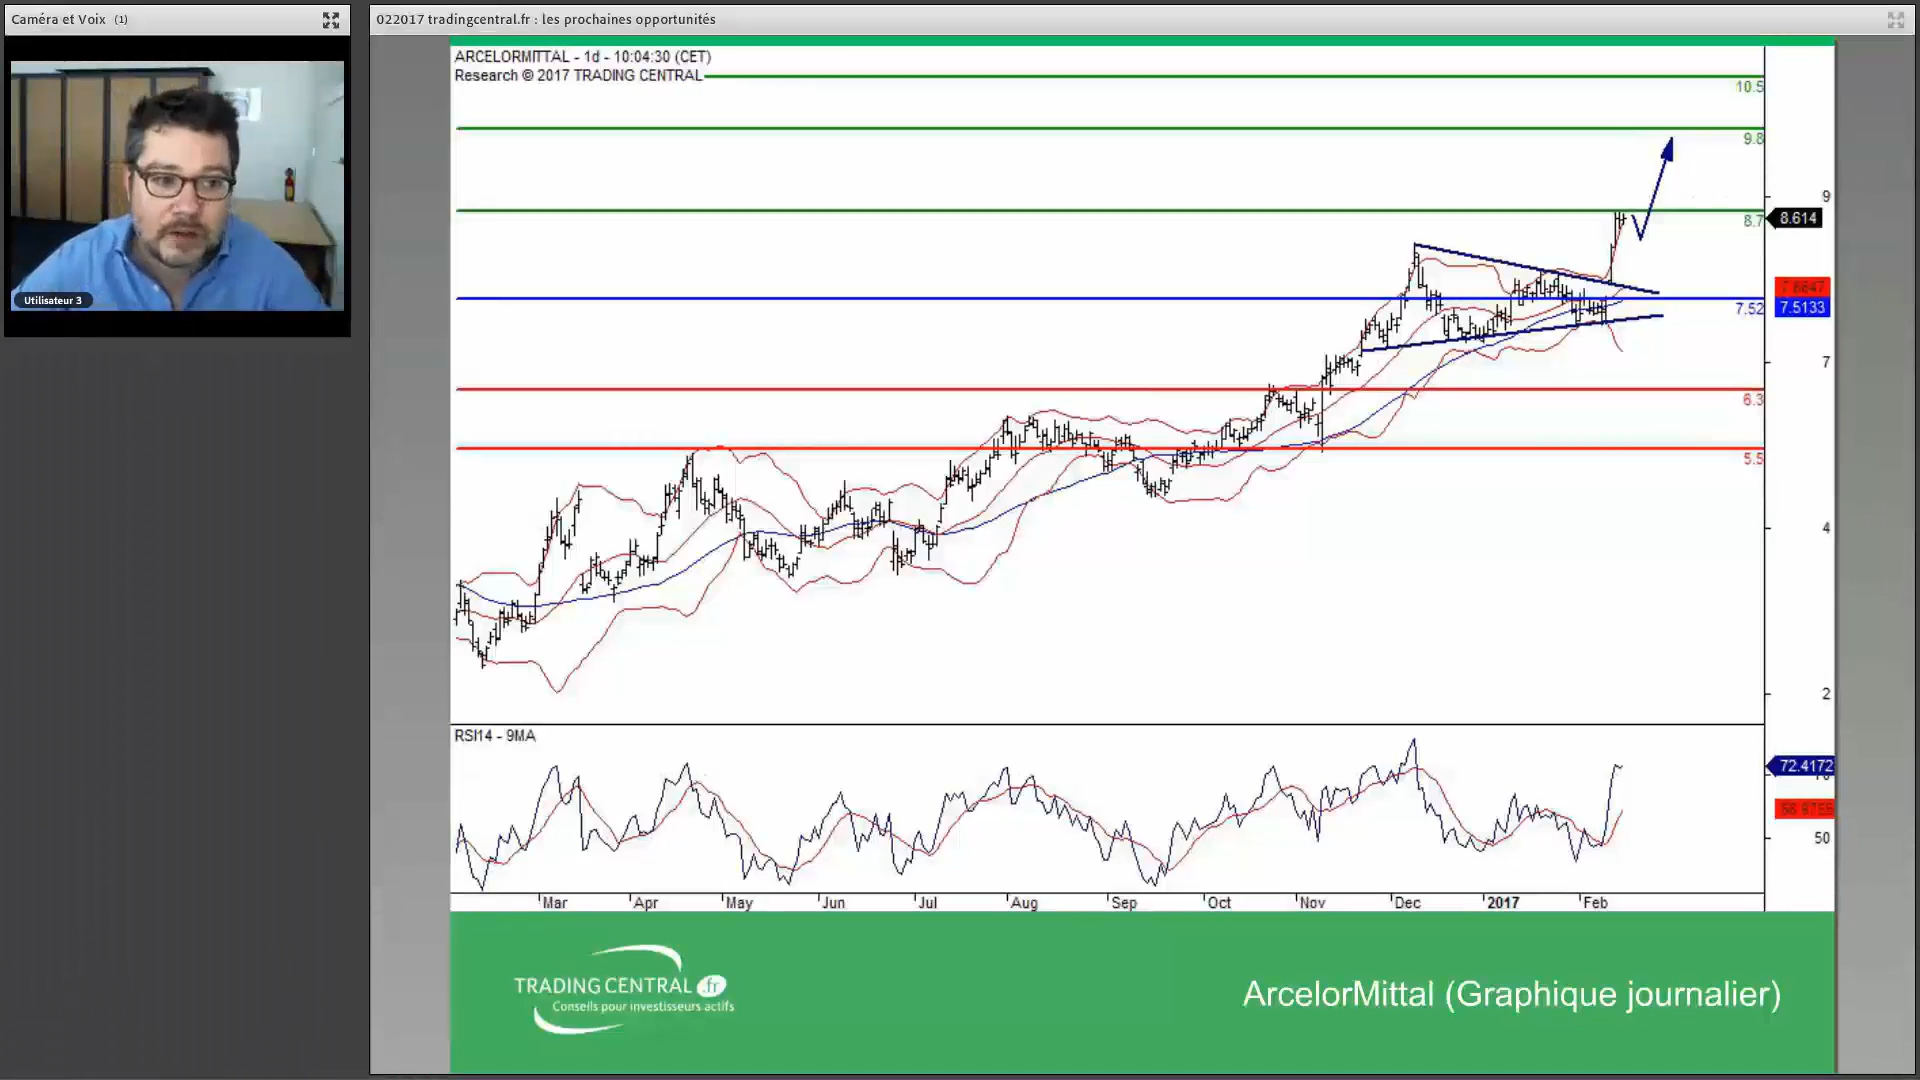 Caméra et Voix (1)
022017 tradingcentral.fr : les prochaines opportunités
Utilisateur 3
ARCELORMITTAL - 1d - 10:04:30 (CET)
Research © 2017 TRADING CENTRAL
10.5
9.8
9
8.7
8.614
7.52
7.5133
7
6.3
5.5
4
2
RSI14 - 9MA
72.4172
50
Mar Apr May Jun Jul Aug Sep Oct Nov Dec 2017 Feb
TRADING CENTRAL .fr
Conseils pour investisseurs actifs
ArcelorMittal (Graphique journalier)